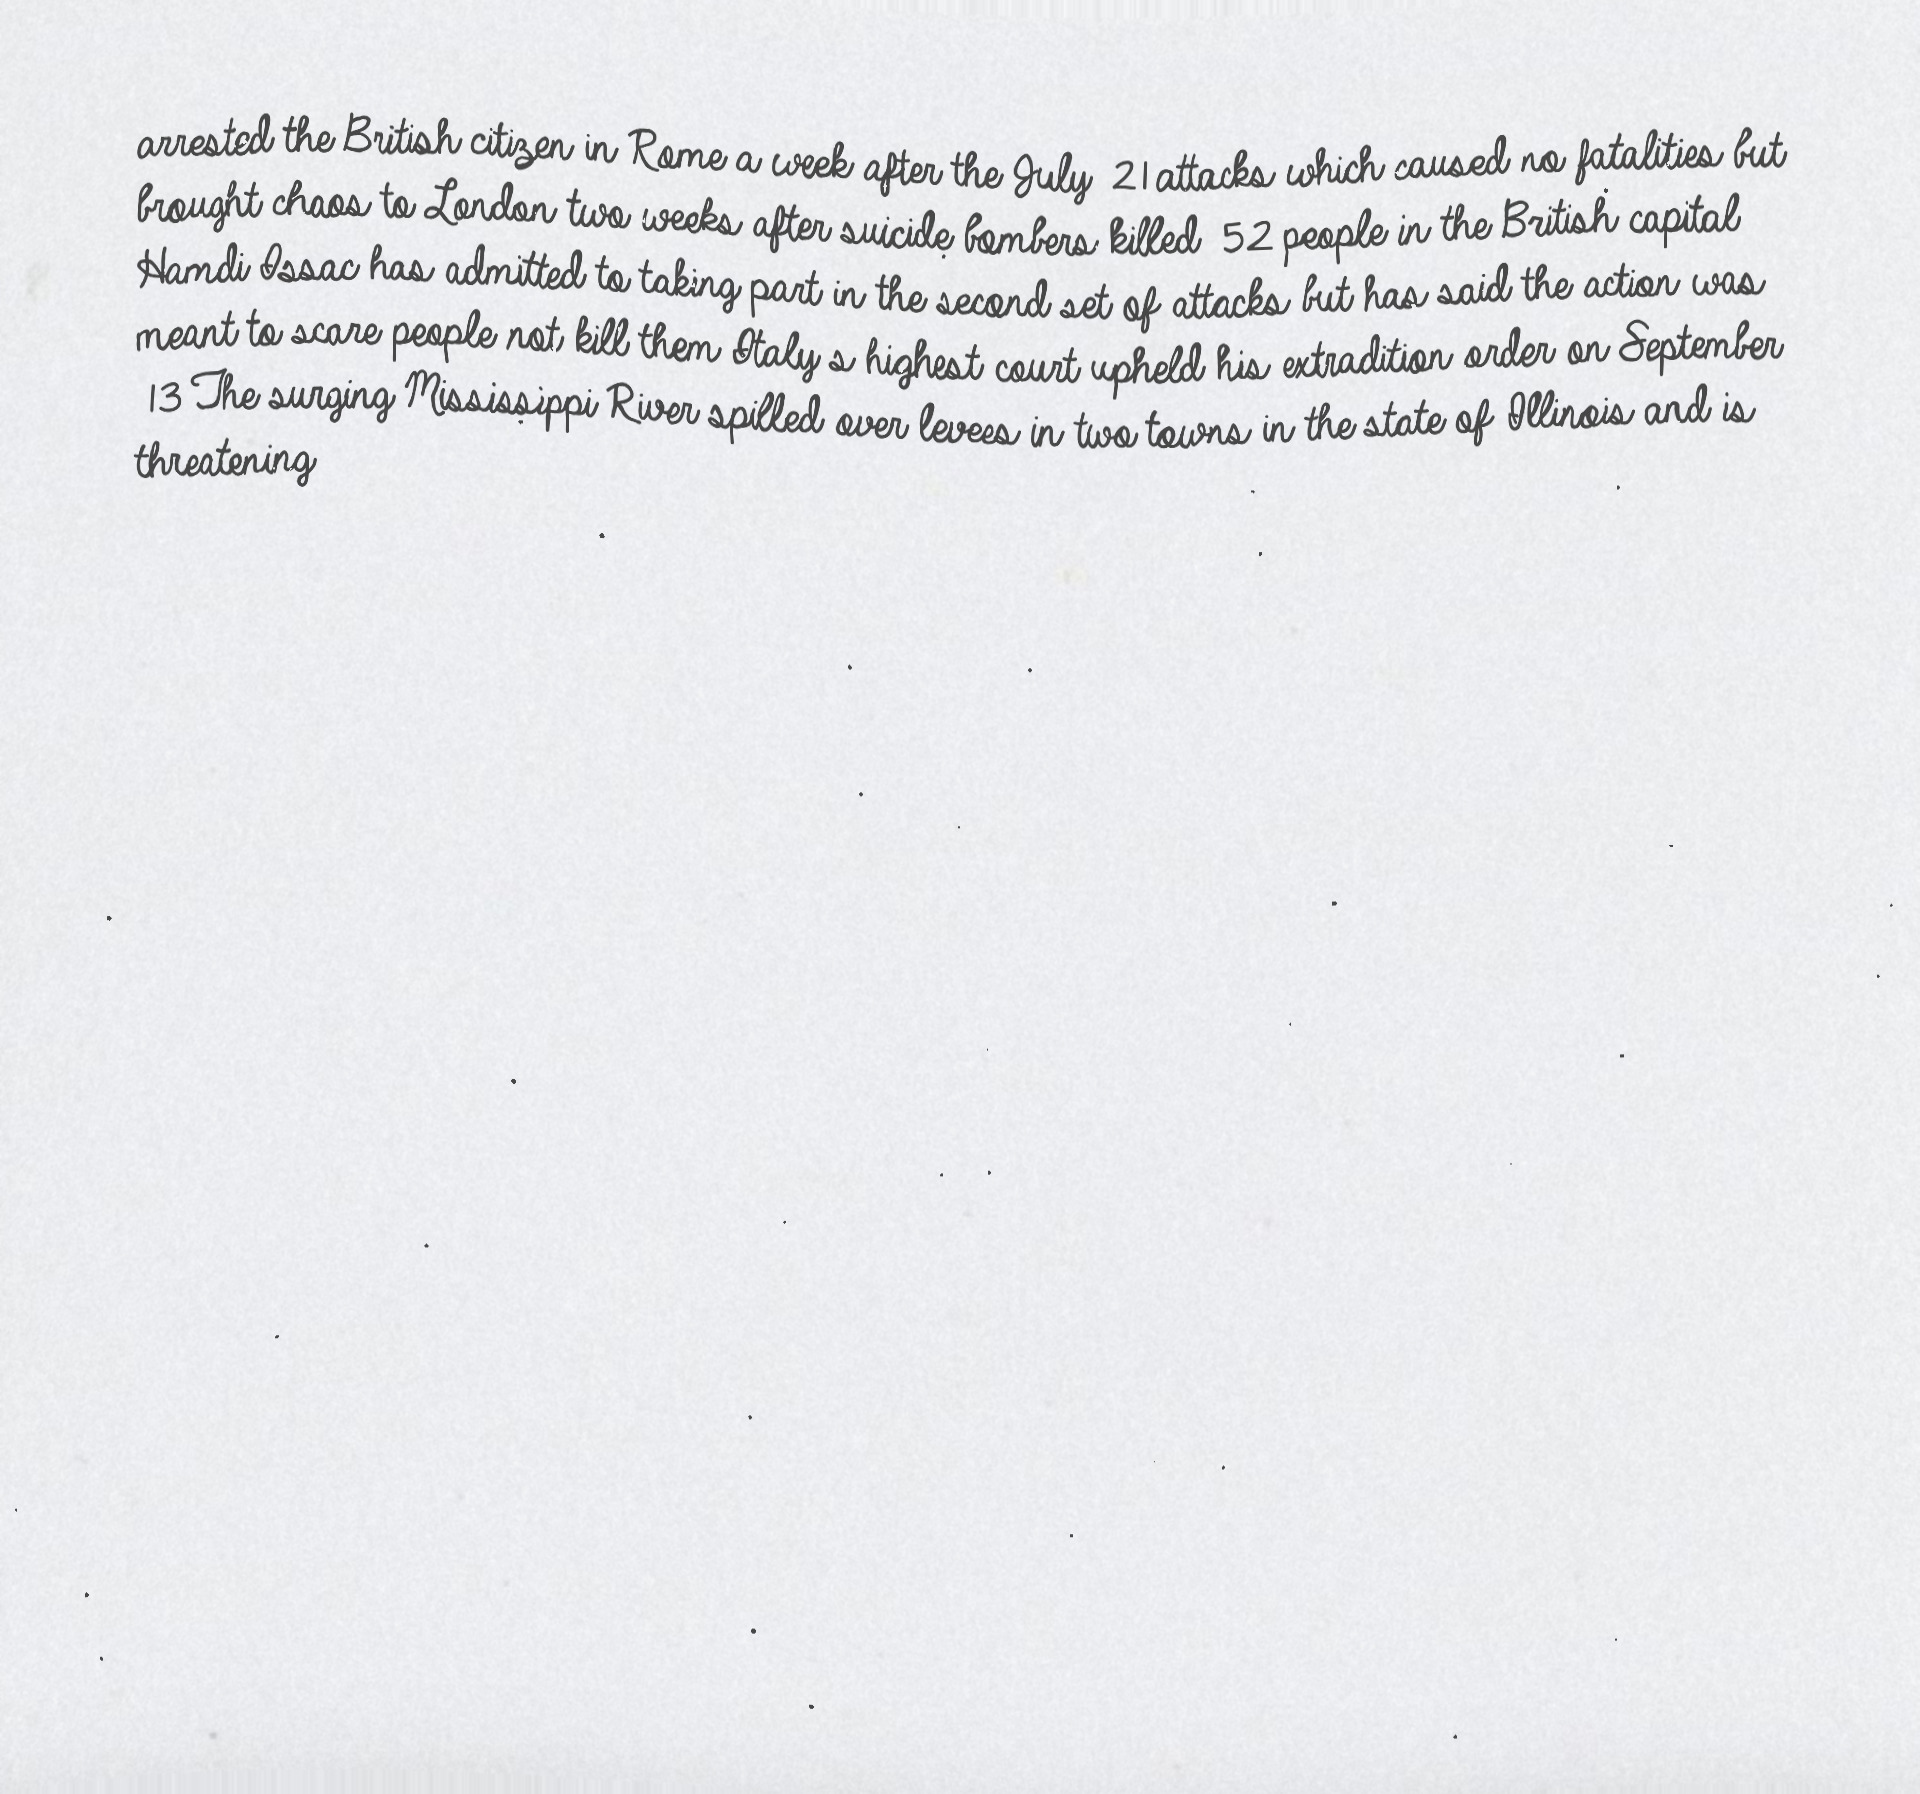 arrested the British citizen in Rome a week after the July 21 attacks which caused no fatalities but
brought chaos to London two weeks after suicide bombers killed 52 people in the British capital
Hamdi Issac has admitted to taking part in the second set of attacks but has said the action was
meant to scare people not kill them Italy s highest court upheld his extradition order on September
13 The surging Mississippi River spilled over levees in two towns in the state of Illinois and is
threatening